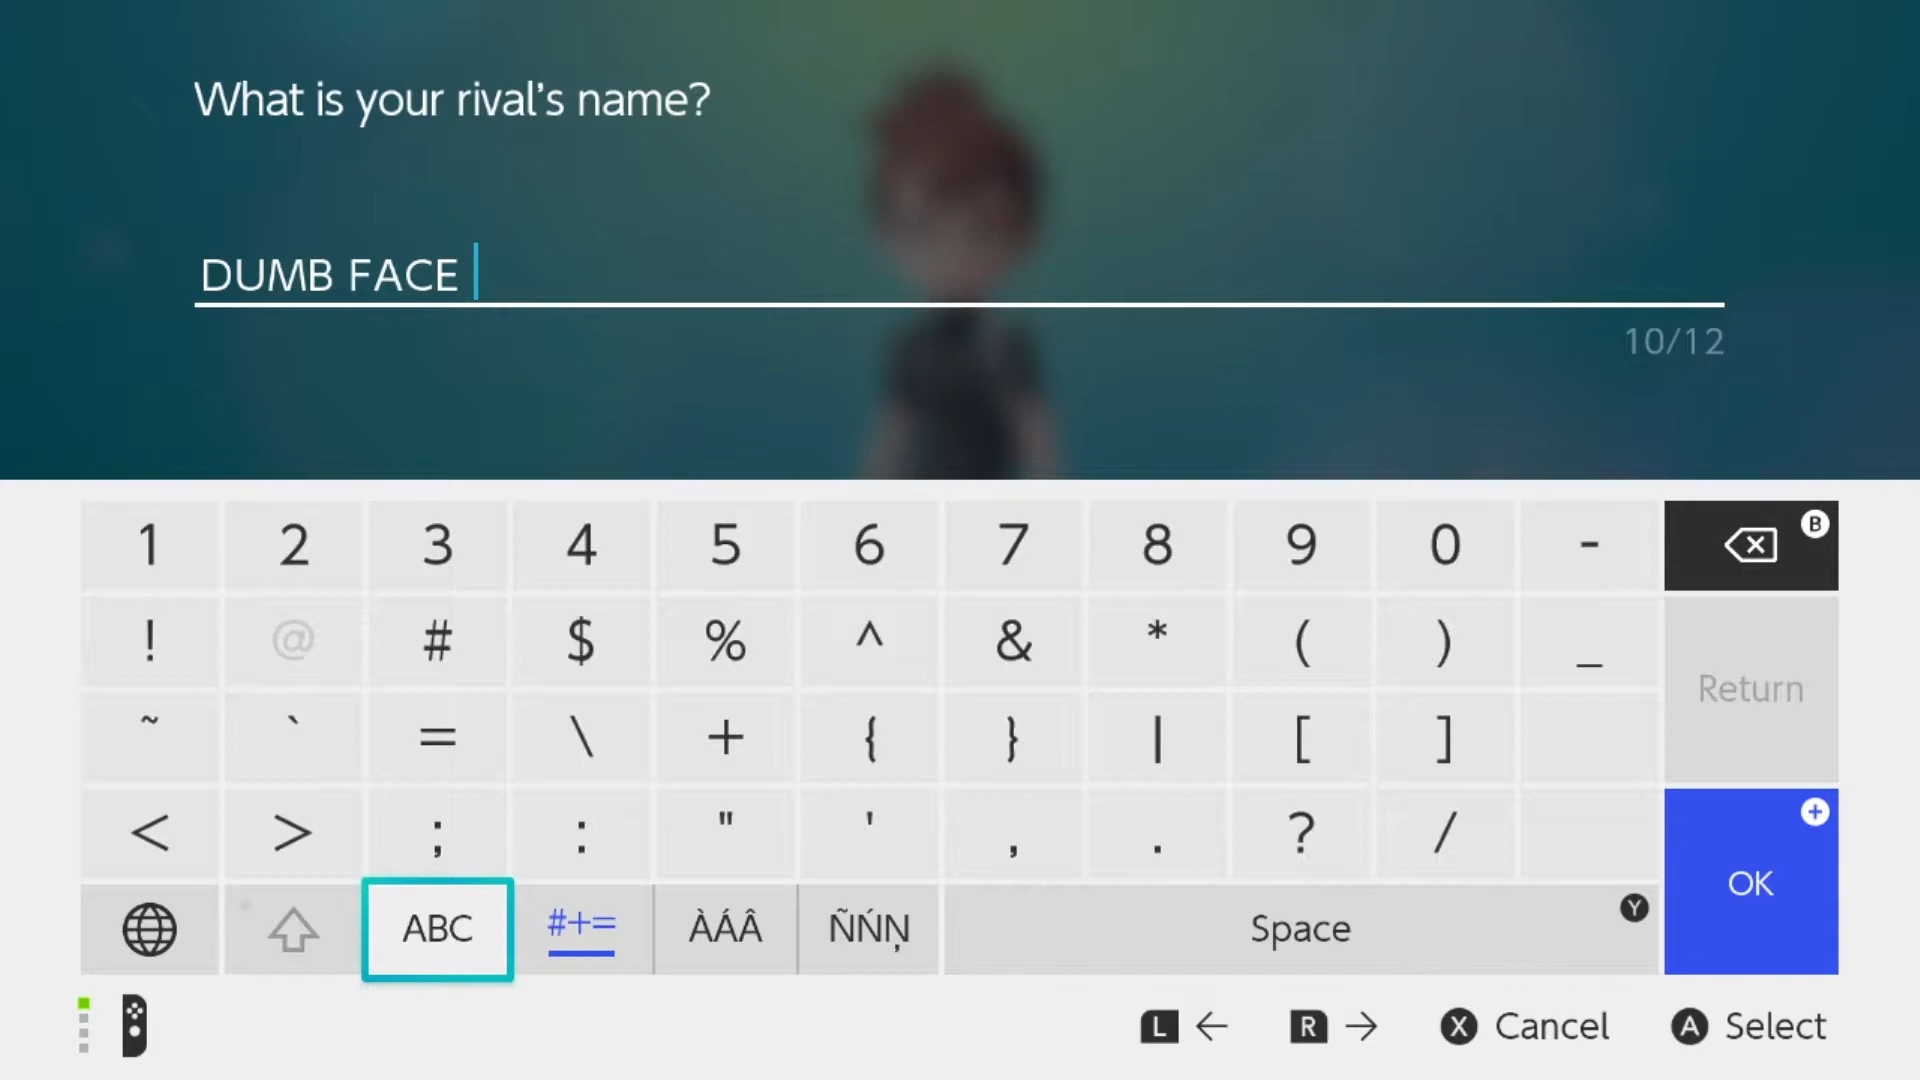 What is your rival's name?
DUMB FACE
10/12
1 2 3 4 5 6 7 8 9 0 - B
! @ # $ % ^ & * ( ) _
Return
~ ` = \ + { } | [ ]
< > ; : " ' , . ? / +
OK
ABC #+= ÀÁÂ ÑŃŅ Space Y
L ← R → X Cancel A Select